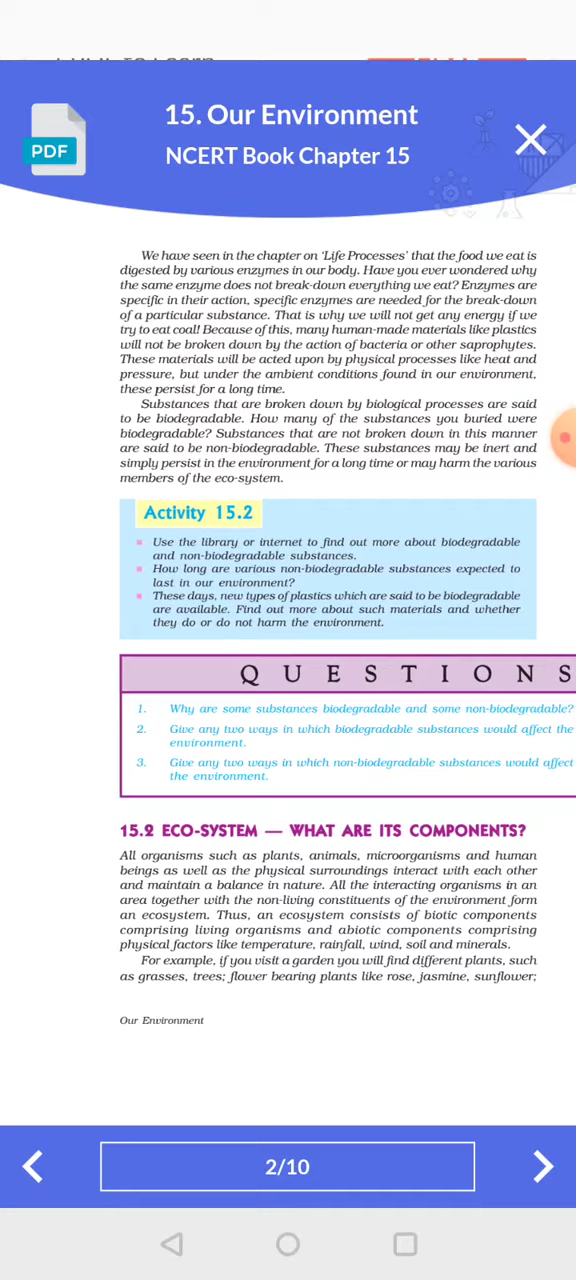 15. Our Environment
PDF
NCERT Book Chapter 15
We have seen in the chapter on ‘Life Processes’ that the food we eat is
digested by various enzymes in our body. Have you ever wondered why
the same enzyme does not break-down everything we eat? Enzymes are
specific in their action, specific enzymes are needed for the break-down
of a particular substance. That is why we will not get any energy if we
try to eat coal! Because of this, many human-made materials like plastics
will not be broken down by the action of bacteria or other saprophytes.
These materials will be acted upon by physical processes like heat and
pressure, but under the ambient conditions found in our environment,
these persist for a long time.
Substances that are broken down by biological processes are said
to be biodegradable. How many of the substances you buried were
biodegradable? Substances that are not broken down in this manner
are said to be non-biodegradable. These substances may be inert and
simply persist in the environment for a long time or may harm the various
members of the eco-system.
Activity 15.2
Use the library or internet to find out more about biodegradable
and non-biodegradable substances.
How long are various non-biodegradable substances expected to
last in our environment?
These days, new types of plastics which are said to be biodegradable
are available. Find out more about such materials and whether
they do or do not harm the environment.
QUESTIONS
1. Why are some substances biodegradable and some non-biodegradable?
2. Give any two ways in which biodegradable substances would affect the
environment.
3. Give any two ways in which non-biodegradable substances would affect
the environment.
15.2 ECO-SYSTEM — WHAT ARE ITS COMPONENTS?
All organisms such as plants, animals, microorganisms and human
beings as well as the physical surroundings interact with each other
and maintain a balance in nature. All the interacting organisms in an
area together with the non-living constituents of the environment form
an ecosystem. Thus, an ecosystem consists of biotic components
comprising living organisms and abiotic components comprising
physical factors like temperature, rainfall, wind, soil and minerals.
For example, if you visit a garden you will find different plants, such
as grasses, trees; flower bearing plants like rose, jasmine, sunflower;
Our Environment
2/10